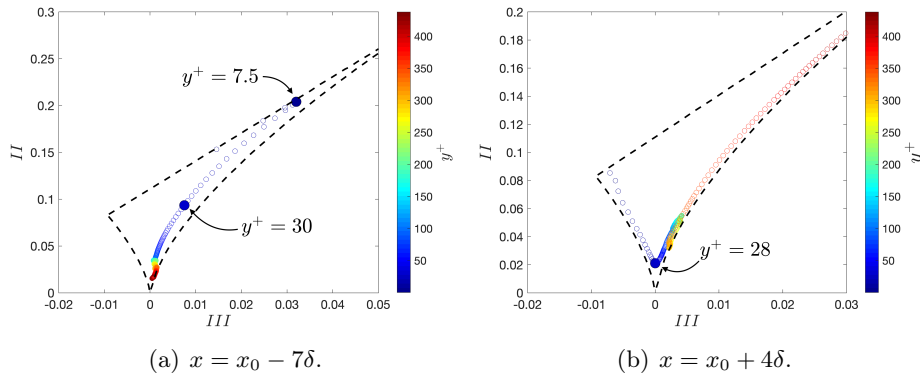 0.3
0.25
0.2
0.15
0.1
0.05
0
-0.02 -0.01 0 0.01 0.02 0.03 0.04 0.05
II
III
y⁺ = 7.5
y⁺ = 30
400
350
300
250
200
150
100
50
y⁺
0.2
0.18
0.16
0.14
0.12
0.1
0.08
0.06
0.04
0.02
0
-0.02 -0.01 0 0.01 0.02 0.03
II
III
y⁺ = 28
400
350
300
250
200
150
100
50
y⁺
(a) x = x₀ − 7δ.
(b) x = x₀ + 4δ.